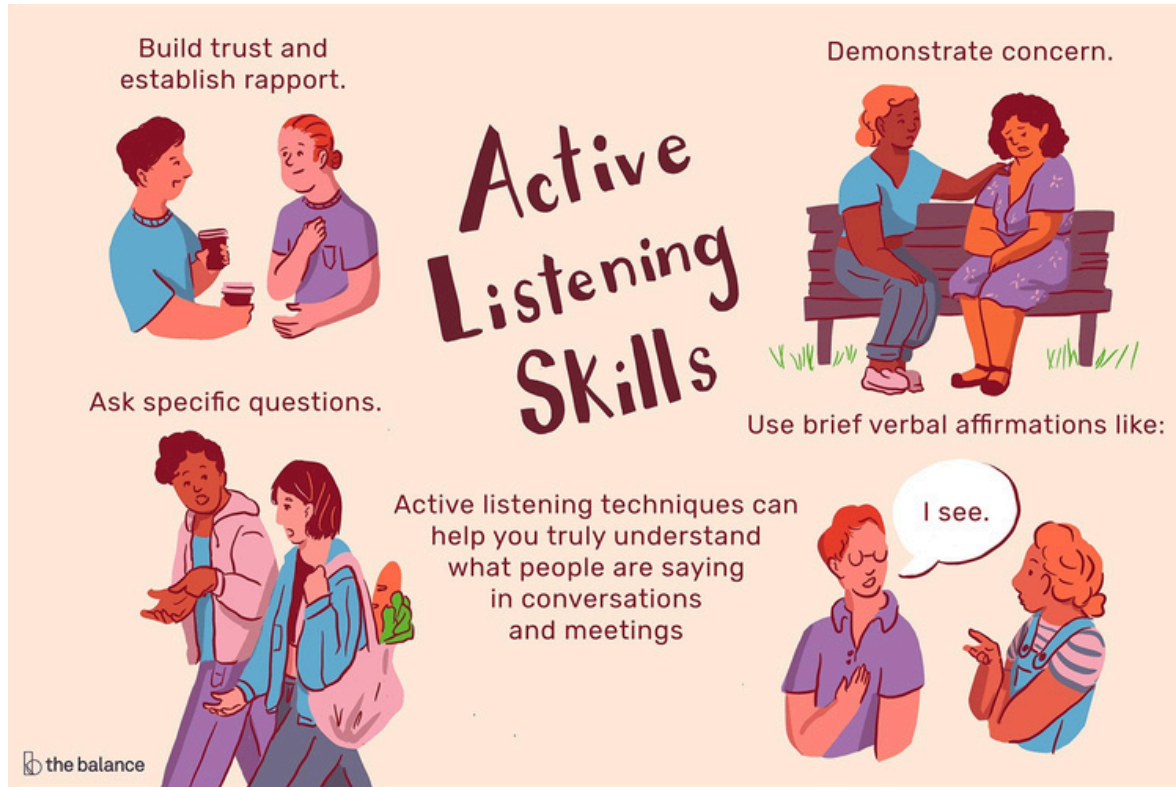 Build trust and
establish rapport.
Demonstrate concern.
Active
Listening
Skills
Ask specific questions.
Use brief verbal affirmations like:
I see.
Active listening techniques can
help you truly understand
what people are saying
in conversations
and meetings
the balance